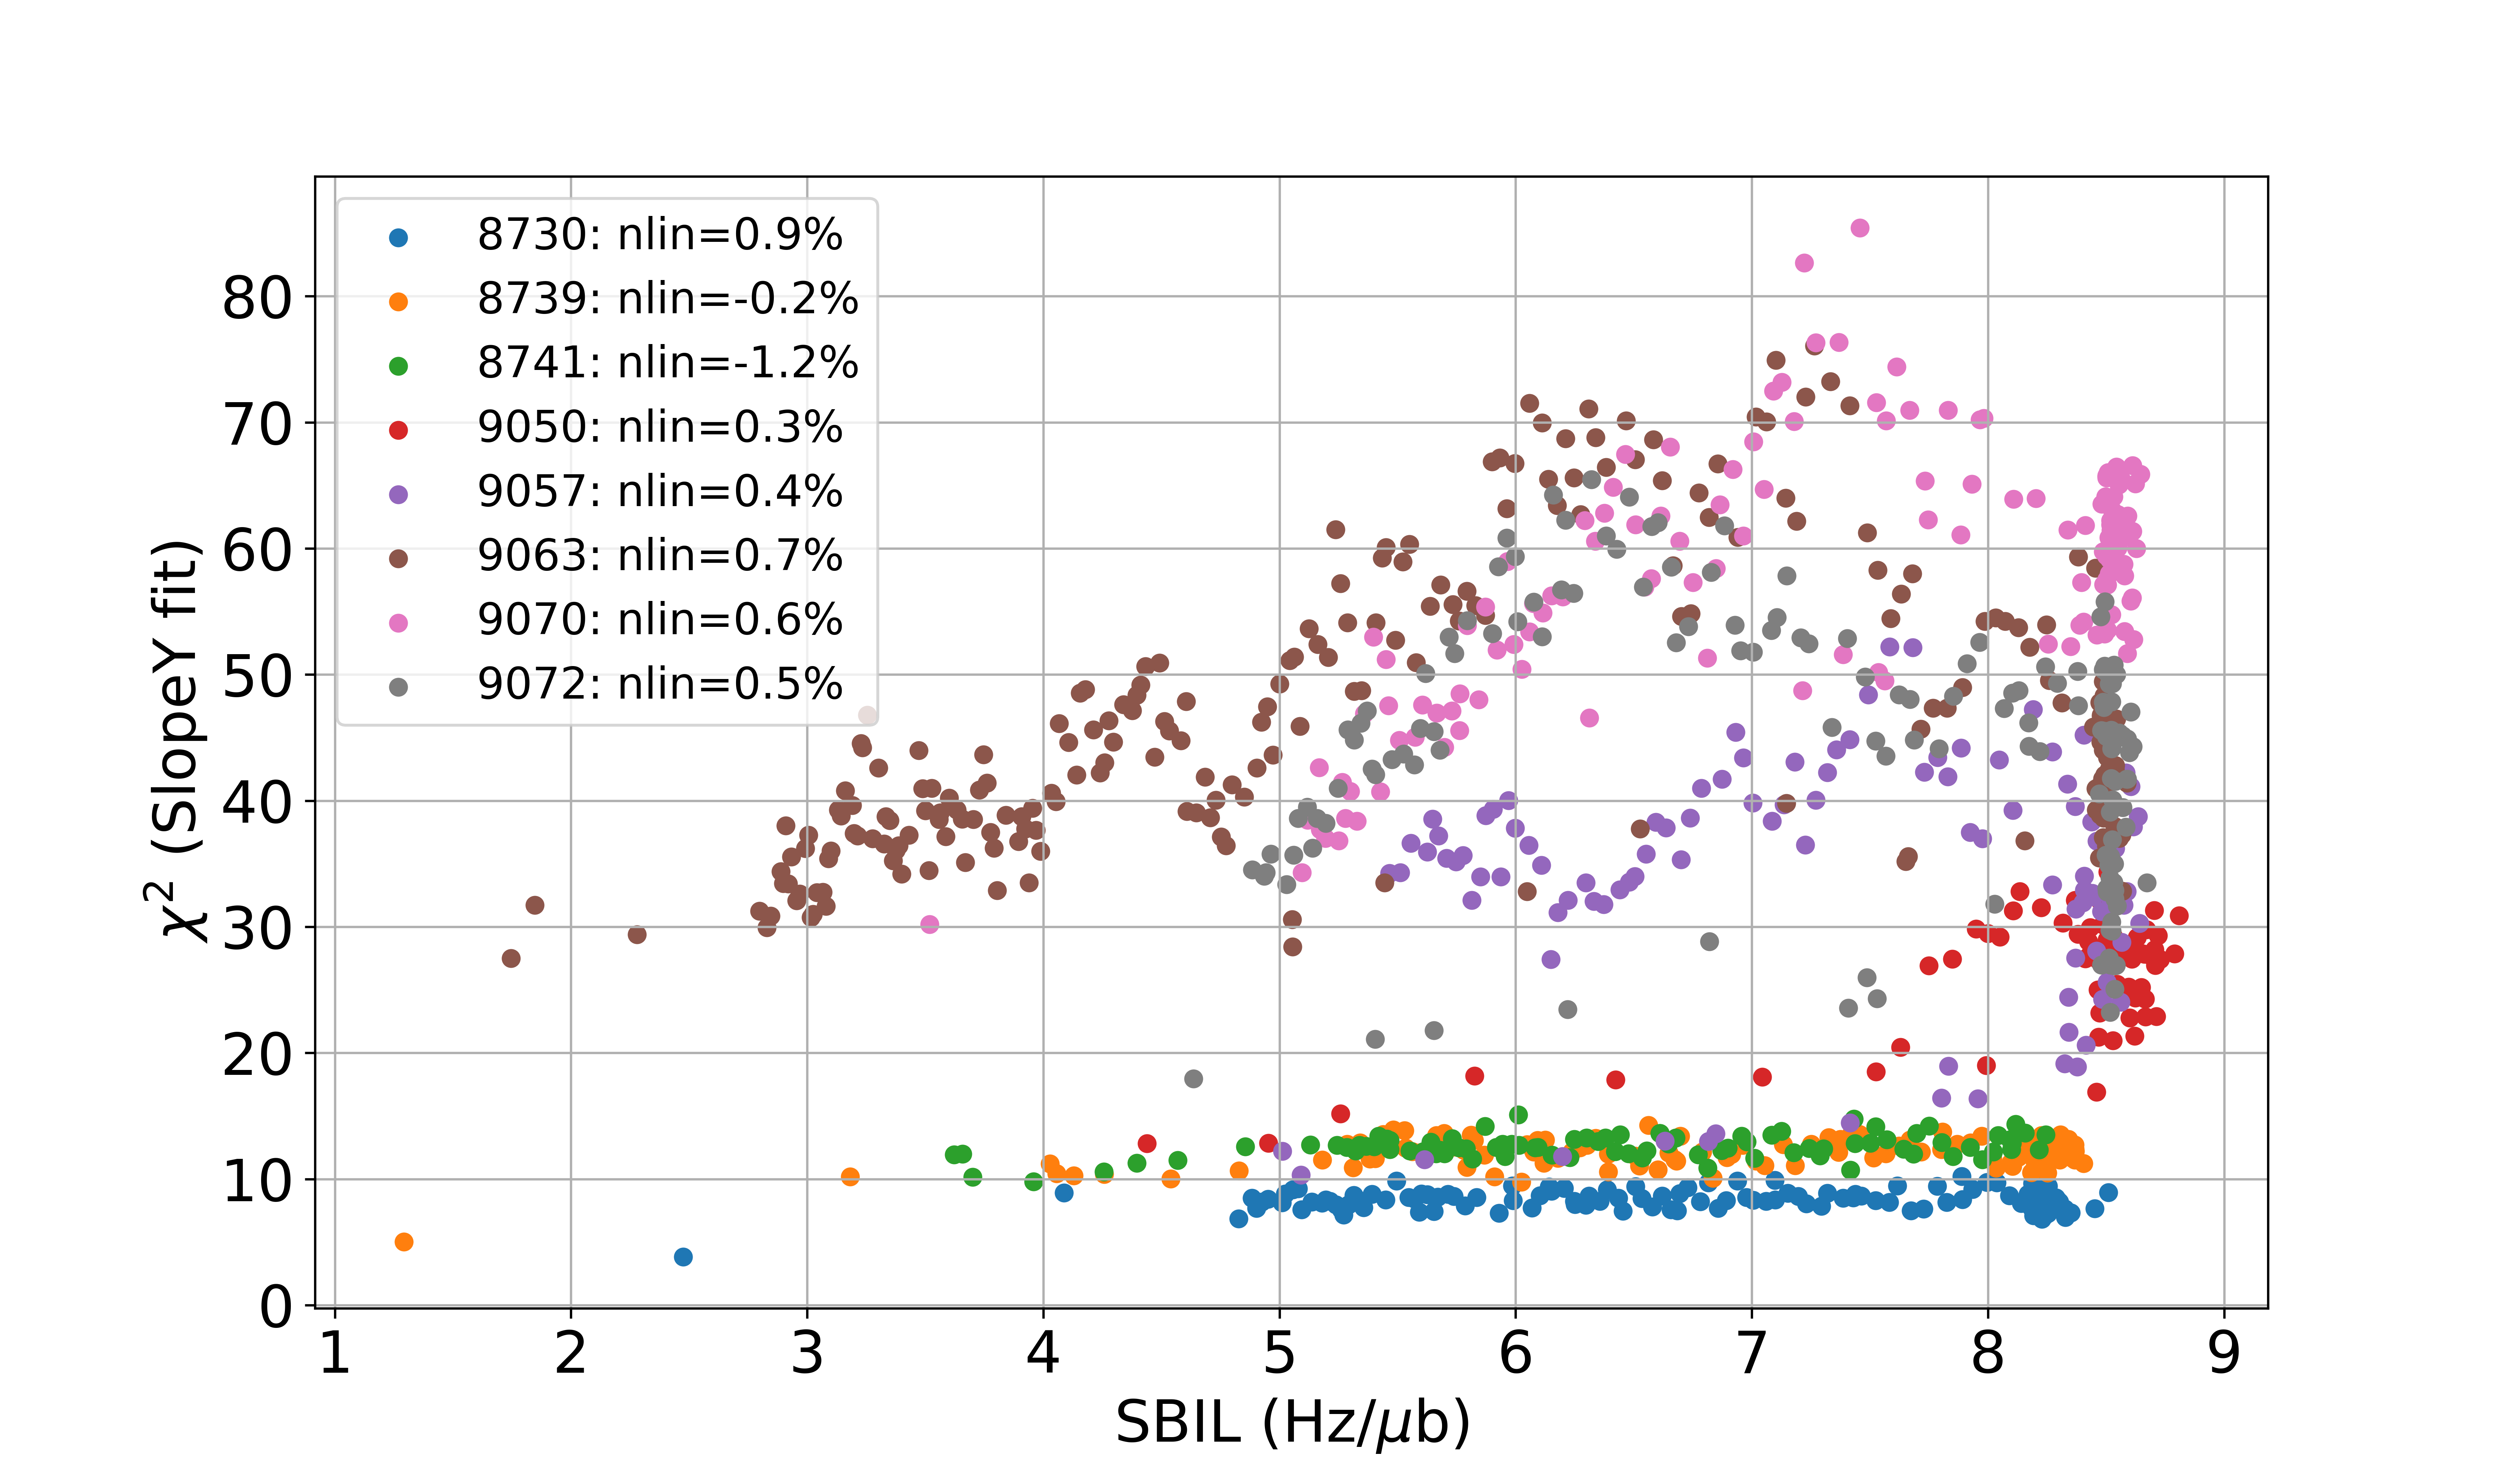 8730: nlin=0.9%
8739: nlin=-0.2%
8741: nlin=-1.2%
9050: nlin=0.3%
9057: nlin=0.4%
9063: nlin=0.7%
9070: nlin=0.6%
9072: nlin=0.5%
80
70
60
50
40
30
20
10
0
χ² (SlopeY fit)
1 2 3 4 5 6 7 8 9
SBIL (Hz/μb)